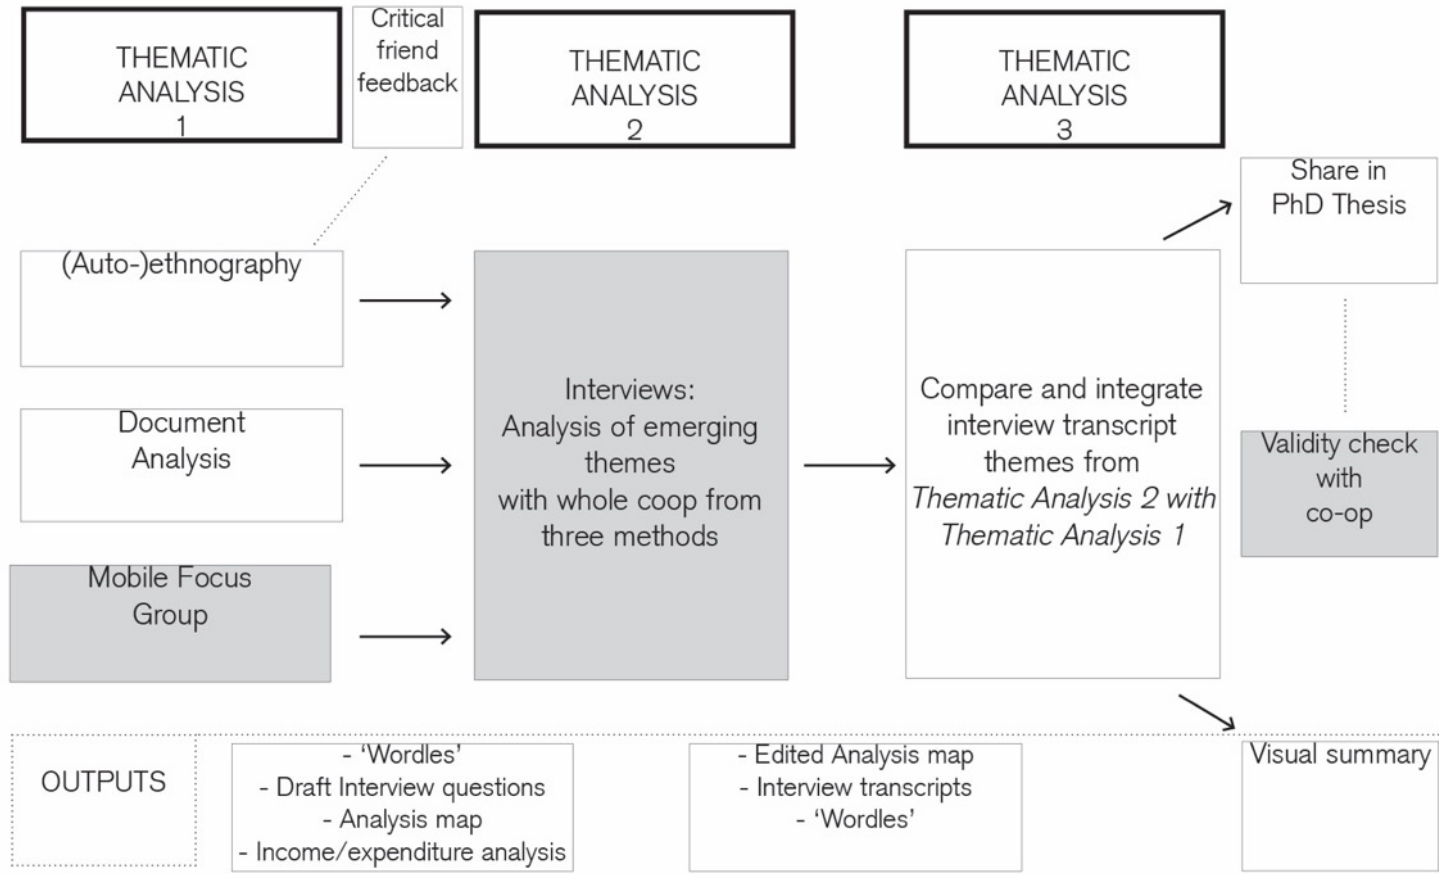 THEMATIC
ANALYSIS
1
Critical
friend
feedback
THEMATIC
ANALYSIS
2
THEMATIC
ANALYSIS
3
(Auto-)ethnography
Document
Analysis
Mobile Focus
Group
Interviews:
Analysis of emerging
themes
with whole coop from
three methods
Compare and integrate
interview transcript
themes from
Thematic Analysis 2 with
Thematic Analysis 1
Share in
PhD Thesis
Validity check
with
co-op
OUTPUTS
- ‘Wordles’
- Draft Interview questions
- Analysis map
- Income/expenditure analysis
- Edited Analysis map
- Interview transcripts
- ‘Wordles’
Visual summary